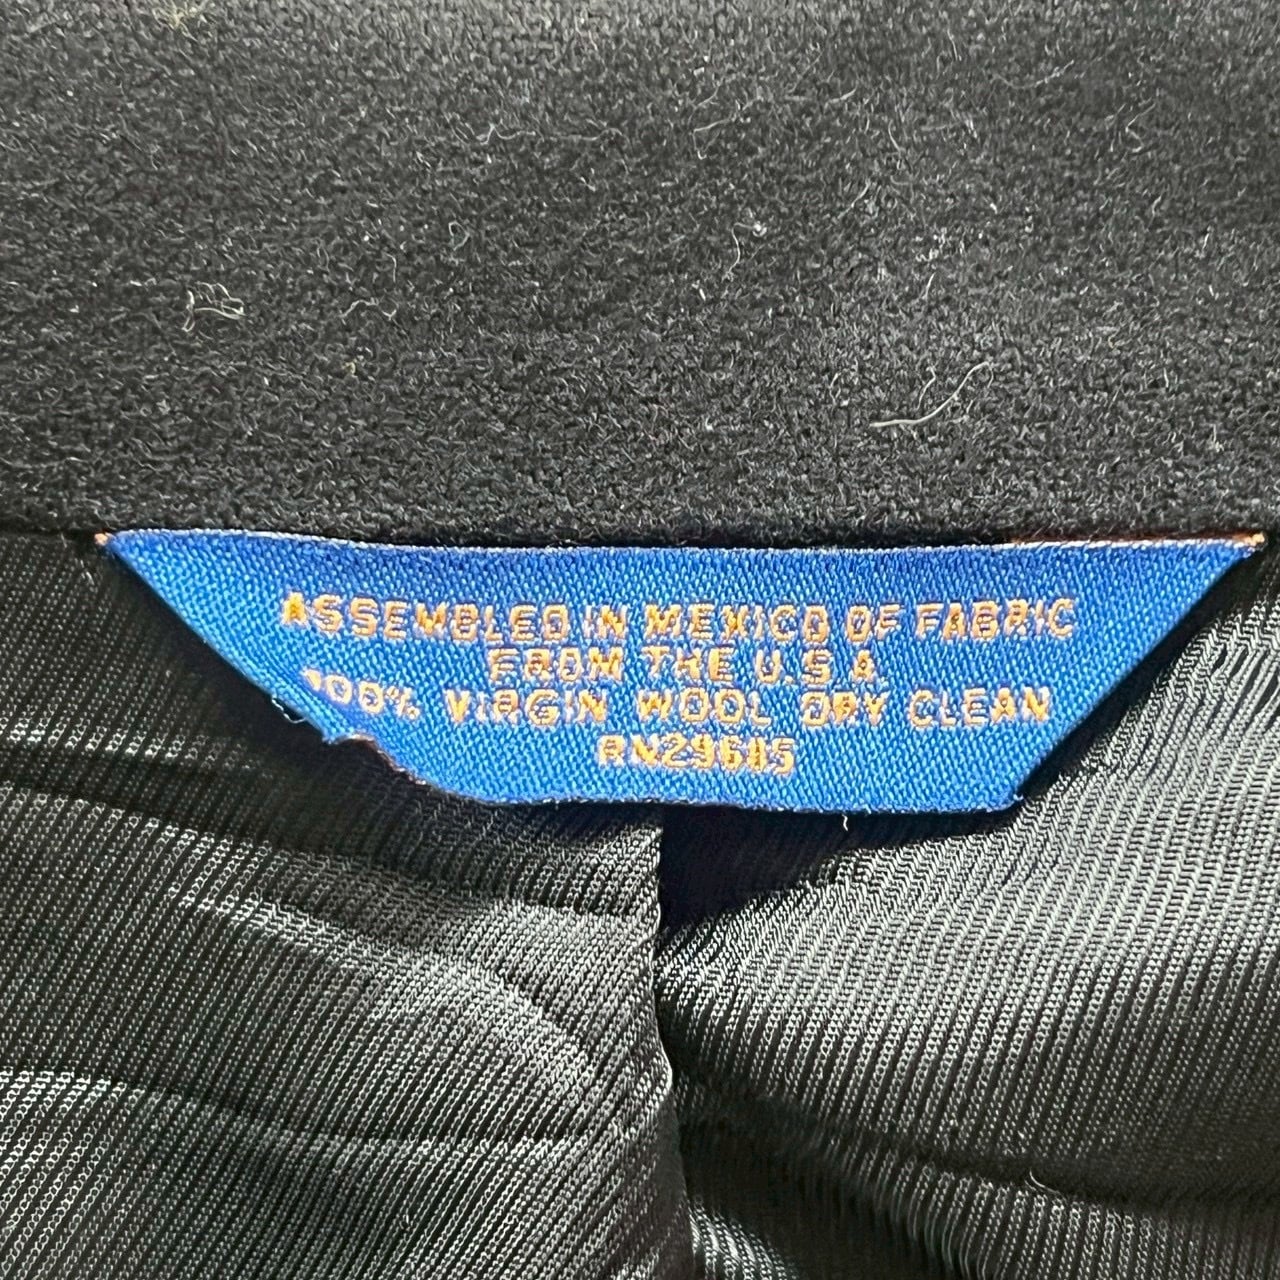 ASSEMBLED IN MEXICO OF FABRIC
FROM THE U.S.A.
100% VIRGIN WOOL DRY CLEAN
RN29685